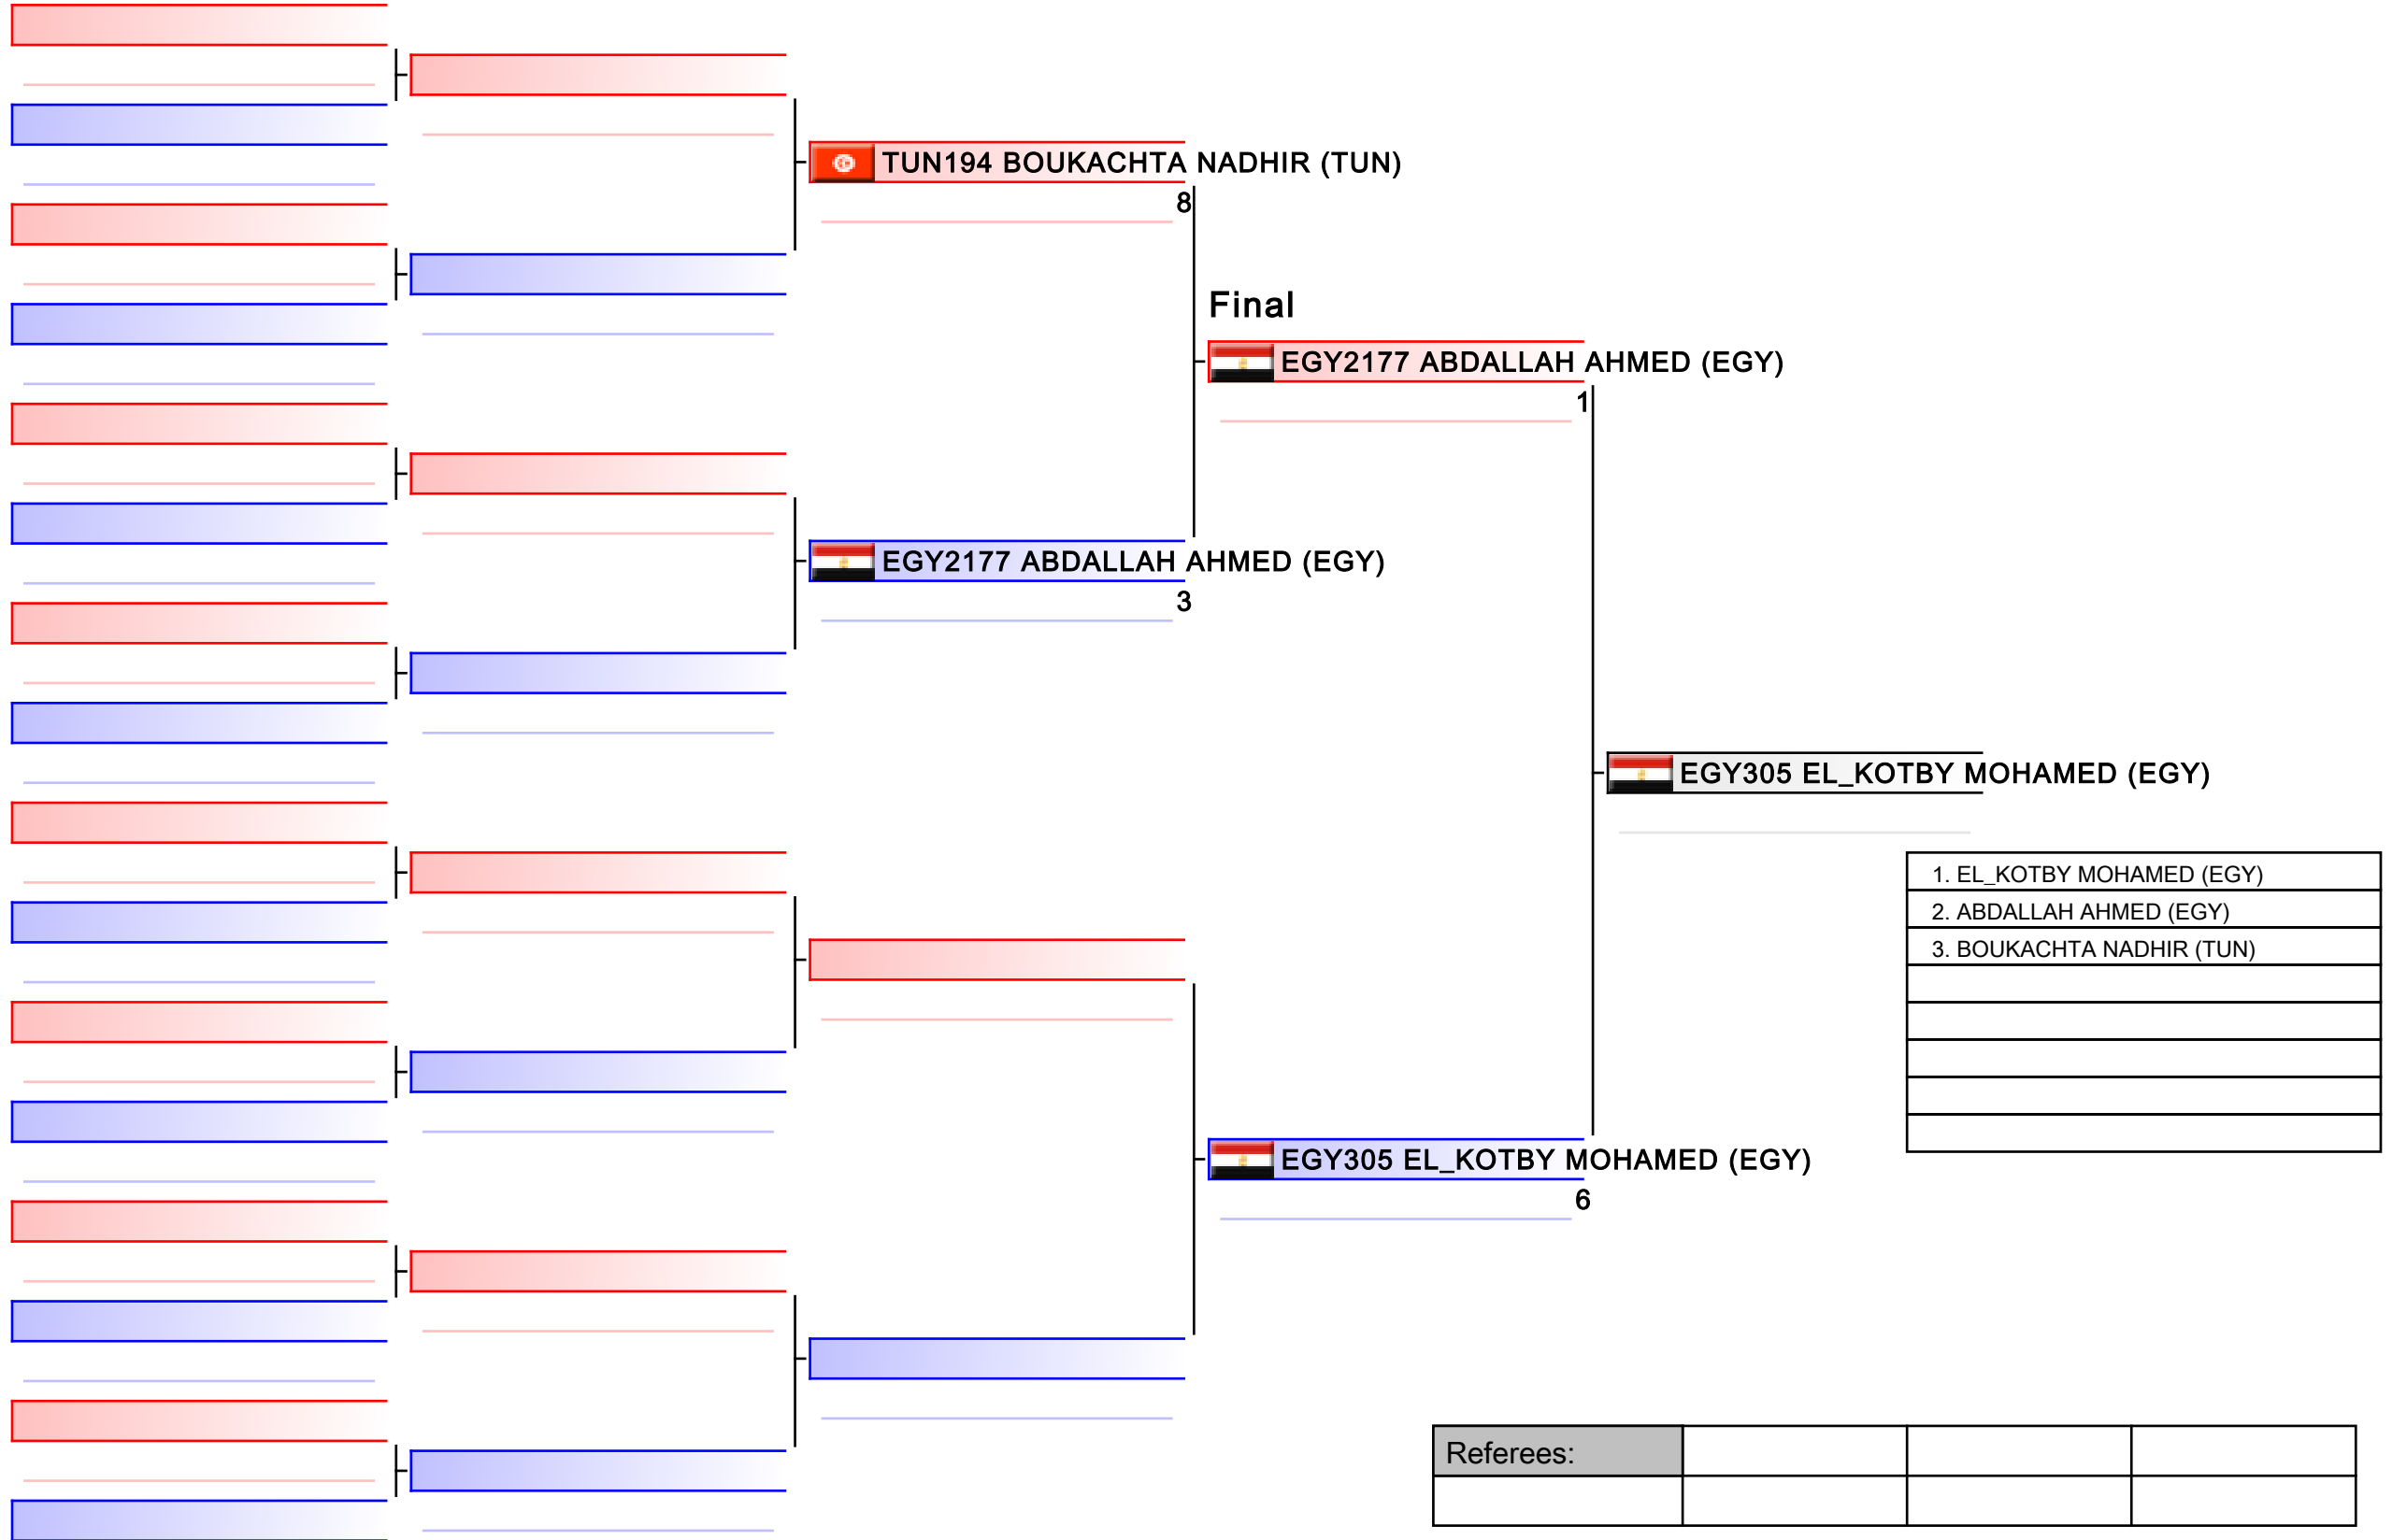 TUN194 BOUKACHTA NADHIR (TUN)
8
Final
EGY2177 ABDALLAH AHMED (EGY)
1
EGY2177 ABDALLAH AHMED (EGY)
3
EGY305 EL_KOTBY MOHAMED (EGY)
1. EL_KOTBY MOHAMED (EGY)
2. ABDALLAH AHMED (EGY)
3. BOUKACHTA NADHIR (TUN)
EGY305 EL_KOTBY MOHAMED (EGY)
6
Referees: